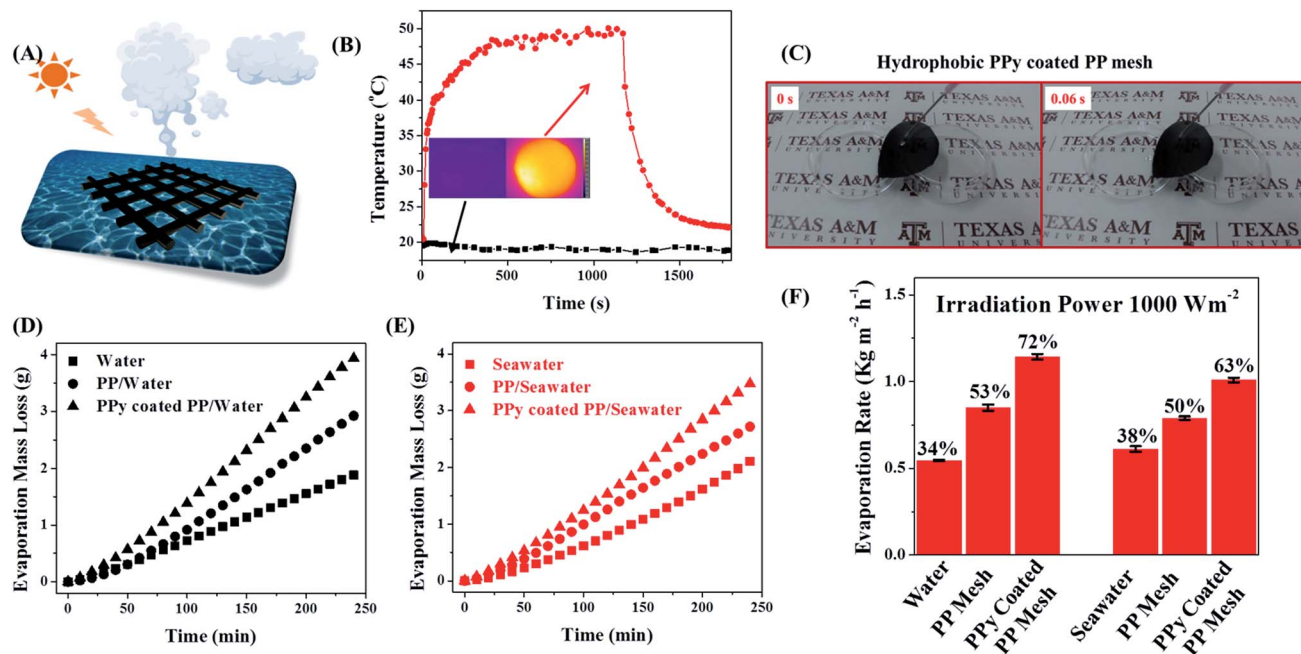 (A)
(B)
Temperature (°C)
50
45
40
35
30
25
20
0
500
1000
1500
Time (s)
(C)
Hydrophobic PPy coated PP mesh
0 s
0.06 s
TEXAS A&M
UNIVERSITY
TEXAS A&M
UNIVERSITY
(D)
Evaporation Mass Loss (g)
4
3
2
1
0
Water
PP/Water
PPy coated PP/Water
0
50
100
150
200
250
Time (min)
(E)
Evaporation Mass Loss (g)
4
3
2
1
0
Seawater
PP/Seawater
PPy coated PP/Seawater
0
50
100
150
200
250
Time (min)
(F)
Irradiation Power 1000 Wm⁻²
Evaporation Rate (Kg m⁻² h⁻¹)
1.5
1.0
0.5
0.0
34%
53%
72%
38%
50%
63%
Water
PP Mesh
PPy Coated
PP Mesh
Seawater
PP Mesh
PPy Coated
PP Mesh